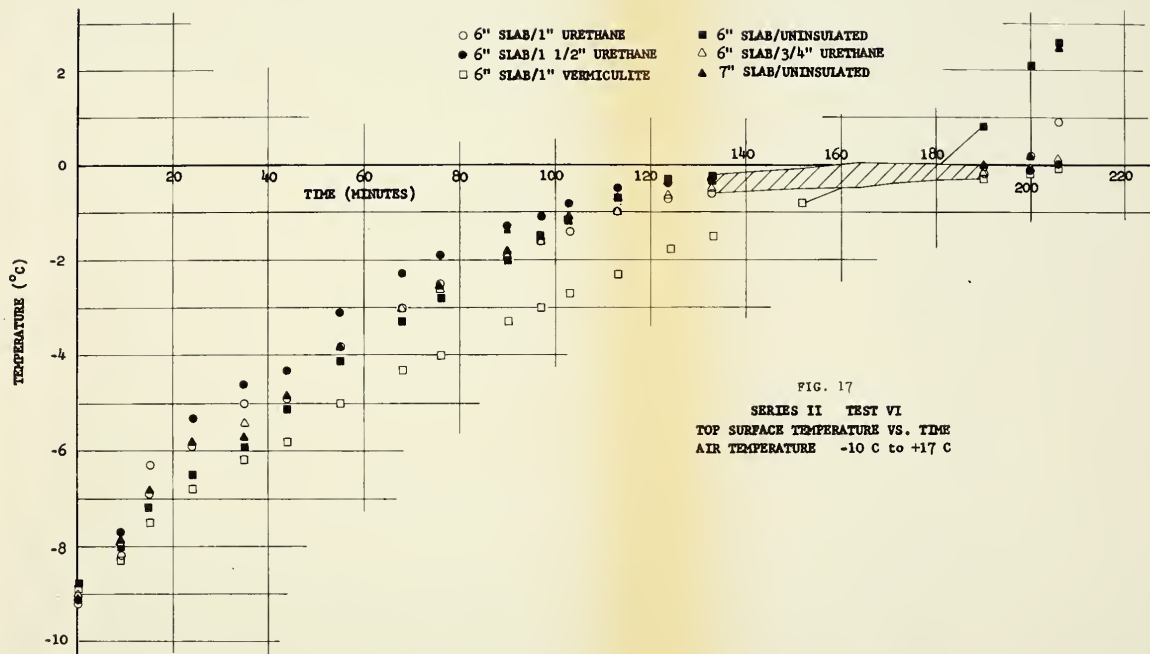 ○ 6" SLAB/1" URETHANE
● 6" SLAB/1 1/2" URETHANE
□ 6" SLAB/1" VERMICULITE
■ 6" SLAB/UNINSULATED
△ 6" SLAB/3/4" URETHANE
▲ 7" SLAB/UNINSULATED
TEMPERATURE (°C)
2
0
-2
-4
-6
-8
-10
20
40
60
80
100
120
140
160
180
200
220
TIME (MINUTES)
FIG. 17
SERIES II TEST VI
TOP SURFACE TEMPERATURE VS. TIME
AIR TEMPERATURE -10 C to +17 C